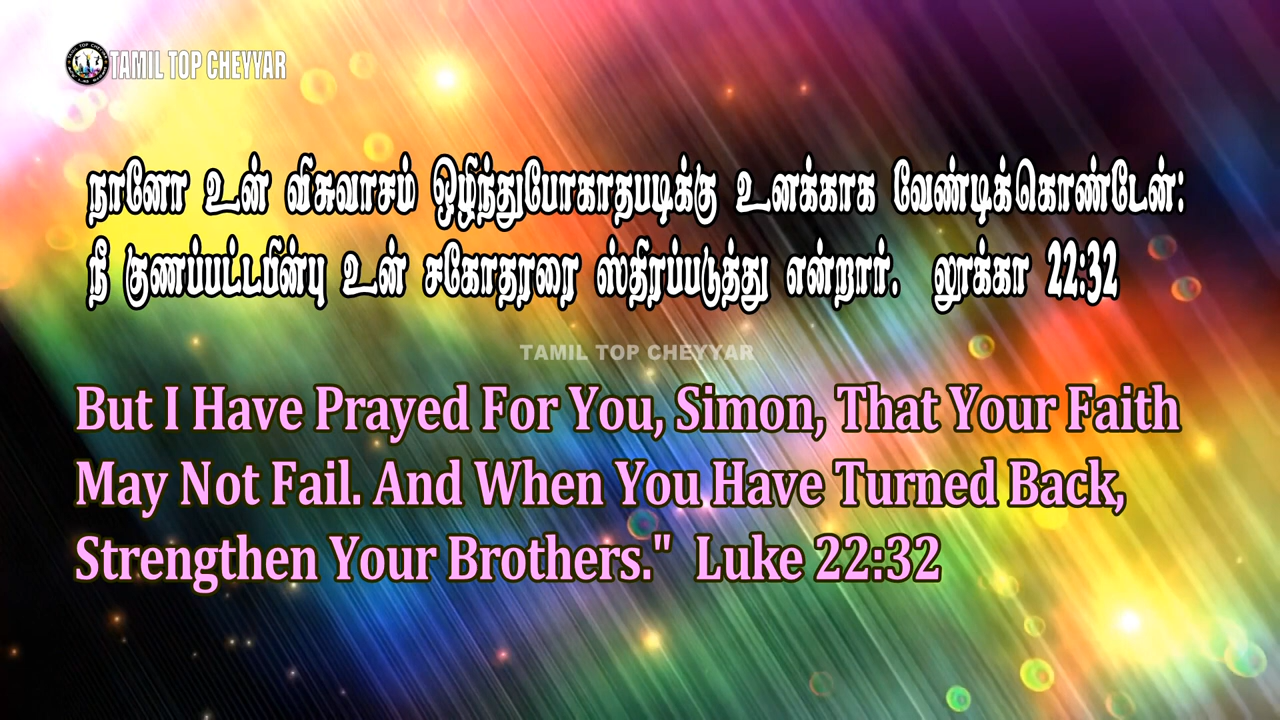 TAMIL TOP CHEYYAR
நானோ உன் விசுவாசம் ஒழிந்துபோகாதபடிக்கு உனக்காக வேண்டிக்கொண்டேன்:
நீ குணப்பட்டபின்பு உன் சகோதரரை ஸ்திரப்படுத்து என்றார். லூக்கா 22:32
TAMIL TOP CHEYYAR
But I Have Prayed For You, Simon, That Your Faith
May Not Fail. And When You Have Turned Back,
Strengthen Your Brothers." Luke 22:32